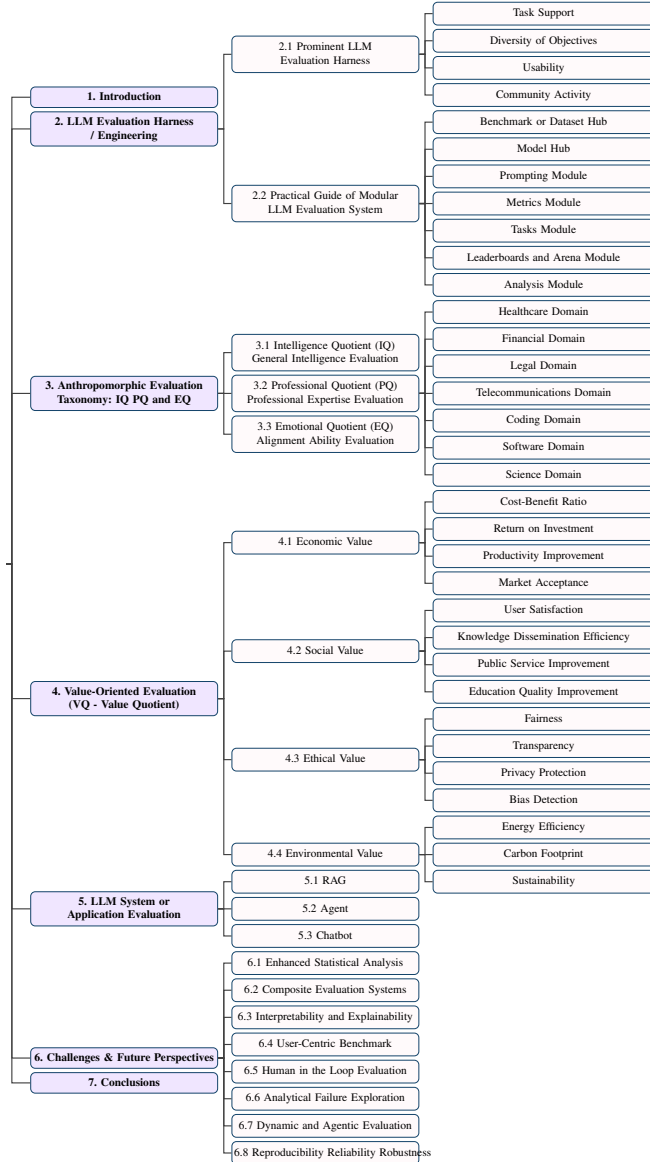 1. Introduction
2. LLM Evaluation Harness
/ Engineering
2.1 Prominent LLM
Evaluation Harness
Task Support
Diversity of Objectives
Usability
Community Activity
2.2 Practical Guide of Modular
LLM Evaluation System
Benchmark or Dataset Hub
Model Hub
Prompting Module
Metrics Module
Tasks Module
Leaderboards and Arena Module
Analysis Module
3. Anthropomorphic Evaluation
Taxonomy: IQ PQ and EQ
3.1 Intelligence Quotient (IQ)
General Intelligence Evaluation
3.2 Professional Quotient (PQ)
Professional Expertise Evaluation
Healthcare Domain
Financial Domain
Legal Domain
Telecommunications Domain
Coding Domain
Software Domain
Science Domain
3.3 Emotional Quotient (EQ)
Alignment Ability Evaluation
4. Value-Oriented Evaluation
(VQ - Value Quotient)
4.1 Economic Value
Cost-Benefit Ratio
Return on Investment
Productivity Improvement
Market Acceptance
4.2 Social Value
User Satisfaction
Knowledge Dissemination Efficiency
Public Service Improvement
Education Quality Improvement
4.3 Ethical Value
Fairness
Transparency
Privacy Protection
Bias Detection
4.4 Environmental Value
Energy Efficiency
Carbon Footprint
Sustainability
5. LLM System or
Application Evaluation
5.1 RAG
5.2 Agent
5.3 Chatbot
6. Challenges & Future Perspectives
6.1 Enhanced Statistical Analysis
6.2 Composite Evaluation Systems
6.3 Interpretability and Explainability
6.4 User-Centric Benchmark
6.5 Human in the Loop Evaluation
6.6 Analytical Failure Exploration
6.7 Dynamic and Agentic Evaluation
6.8 Reproducibility Reliability Robustness
7. Conclusions